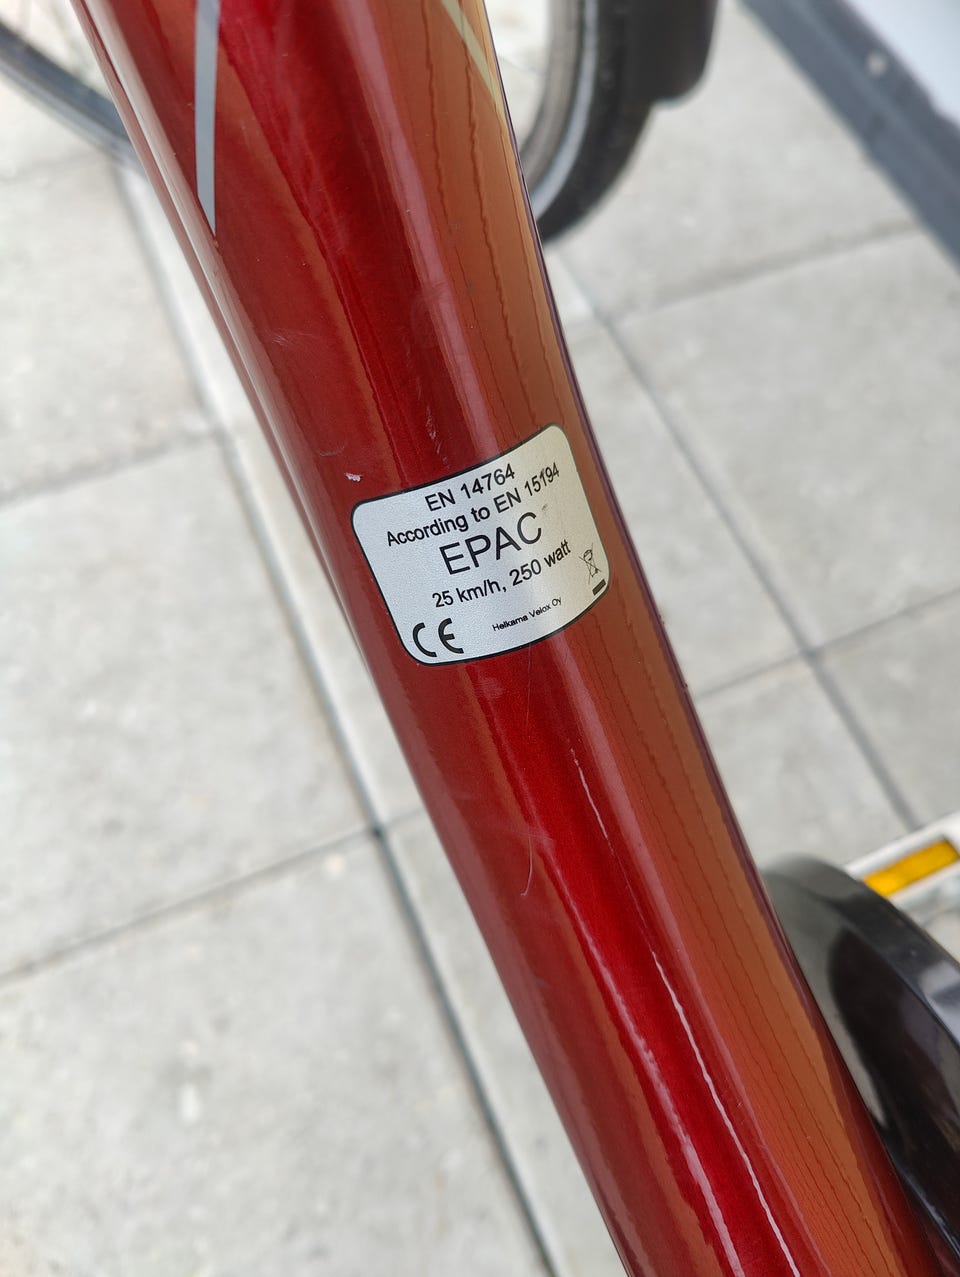 EN 14764
According to EN 15194
EPAC
25 km/h, 250 watt
CE
Helkama Velox Oy